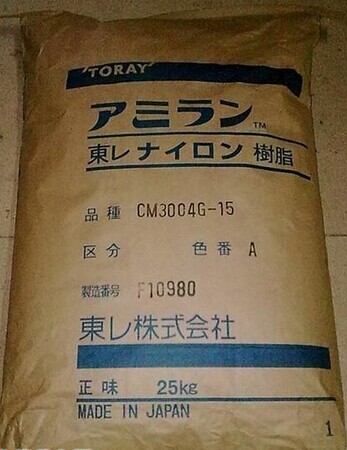 TORAY
アミラン™
東レ ナイロン 樹脂
品種 CM3004G-15
区分 色番 A
製造番号 F10980
東レ株式会社
正味 25kg
MADE IN JAPAN
1